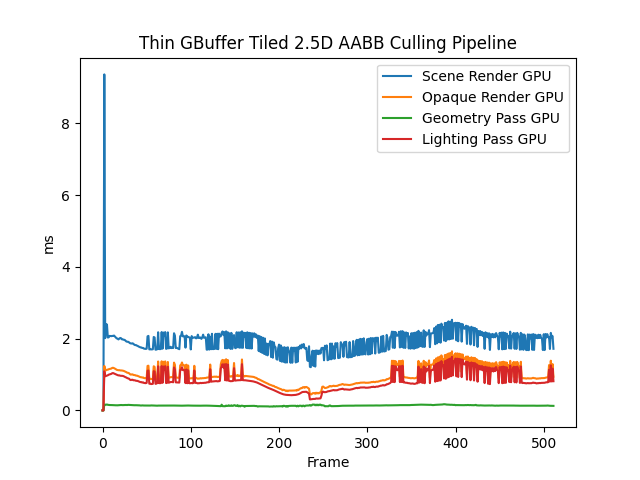 Thin GBuffer Tiled 2.5D AABB Culling Pipeline
Scene Render GPU
Opaque Render GPU
Geometry Pass GPU
Lighting Pass GPU
8
6
4
2
0
ms
0 100 200 300 400 500
Frame